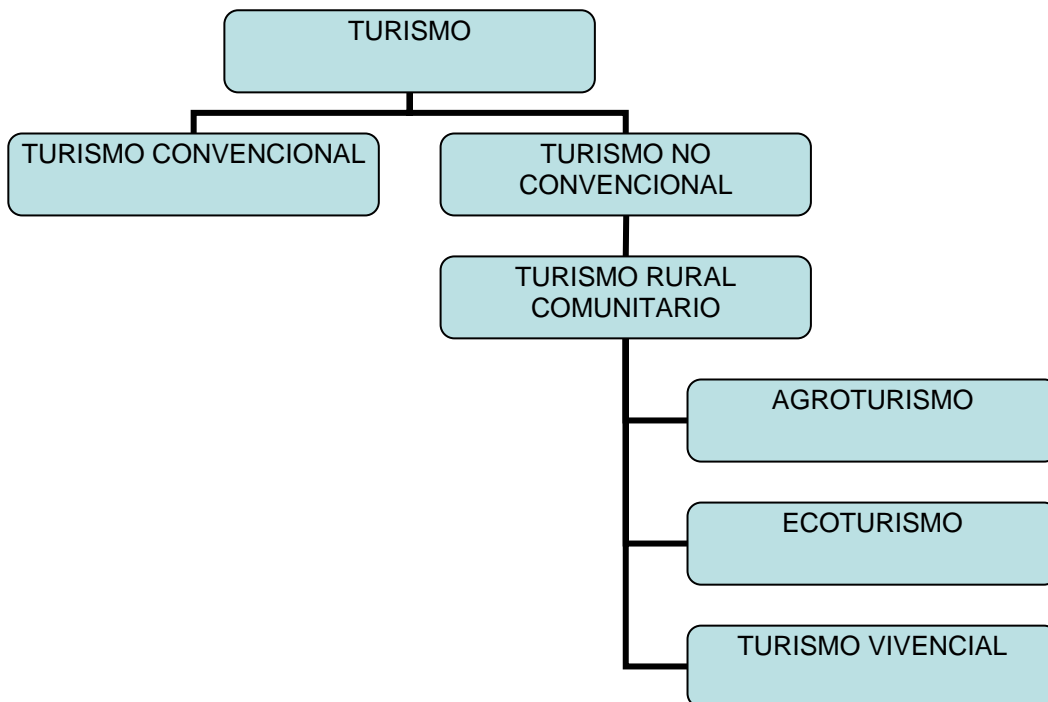 TURISMO
TURISMO CONVENCIONAL
TURISMO NO
CONVENCIONAL
TURISMO RURAL
COMUNITARIO
AGROTURISMO
ECOTURISMO
TURISMO VIVENCIAL